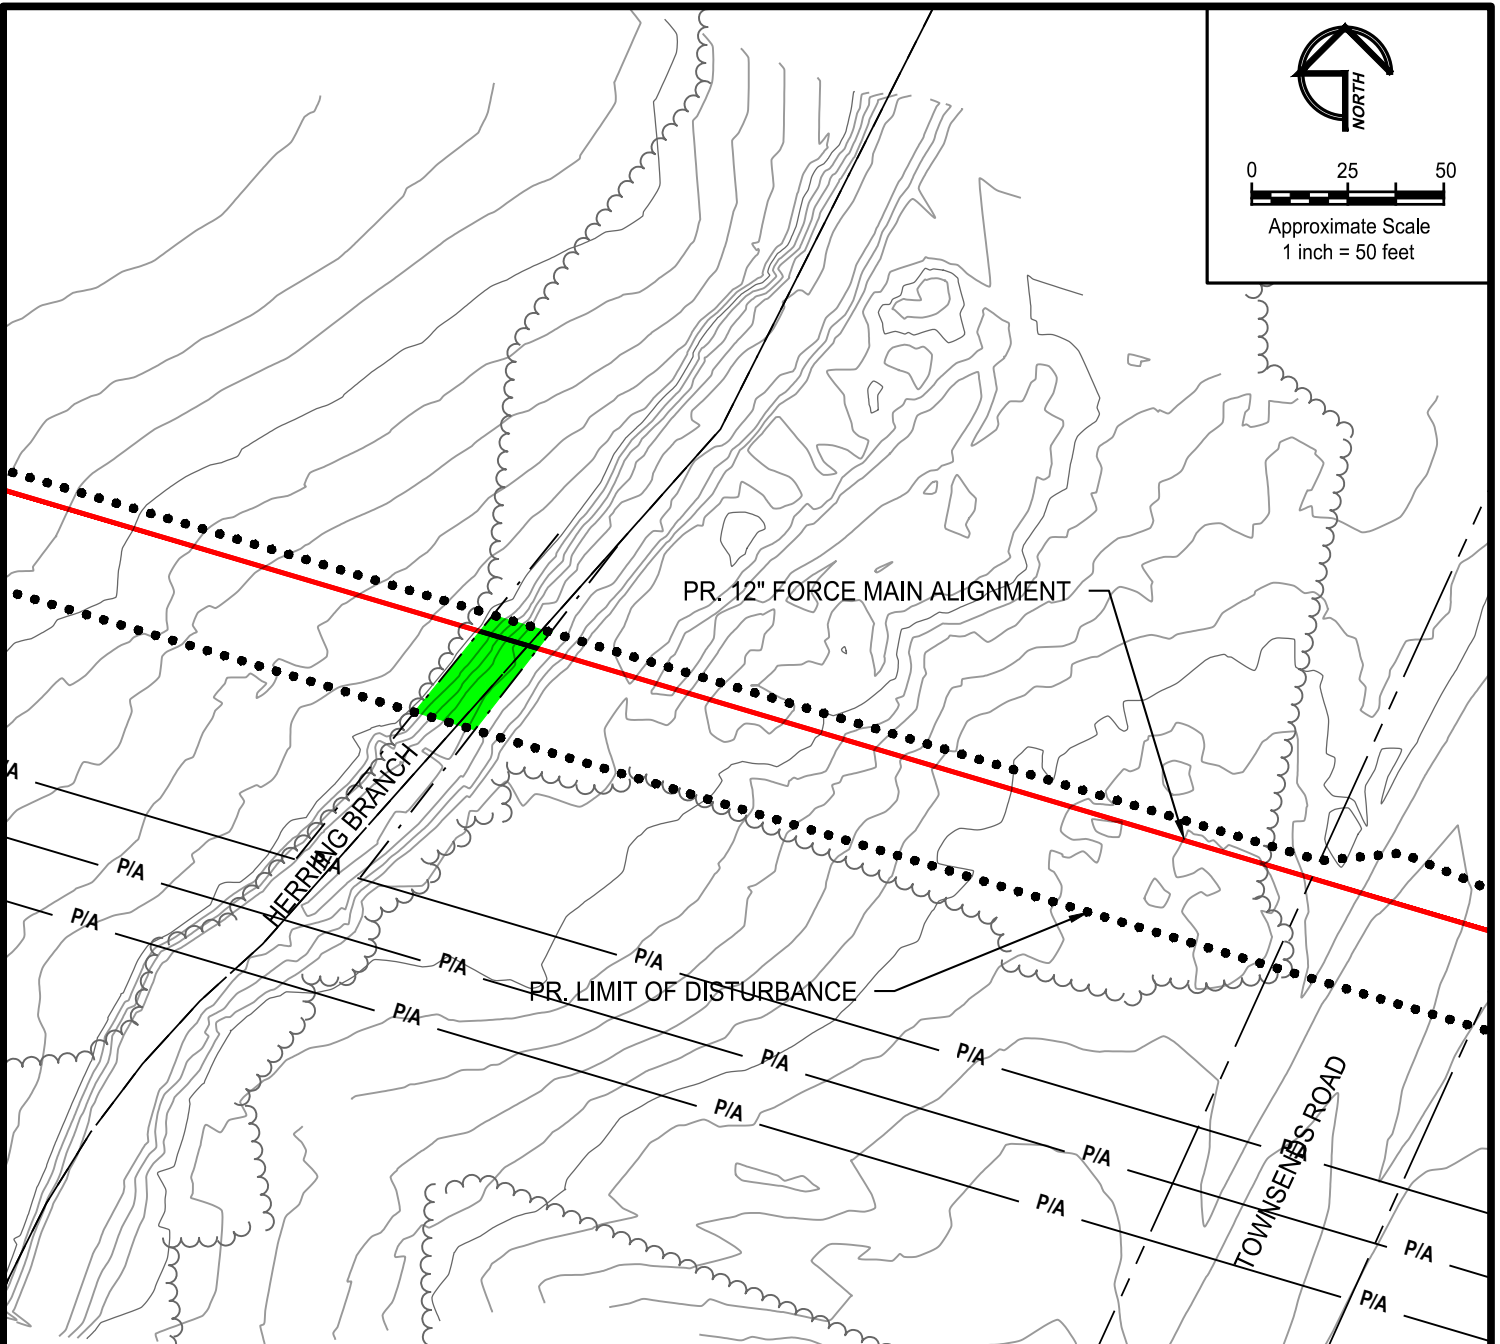 NORTH
0 25 50
Approximate Scale
1 inch = 50 feet
PR. 12" FORCE MAIN ALIGNMENT
HERRING BRANCH
/A
P/A
P/A
P/A
P/A
P/A
PR. LIMIT OF DISTURBANCE
P/A
P/A
P/A
P/A
TOWNSENDS ROAD
P/A
P/A
P/A
P/A
P/A